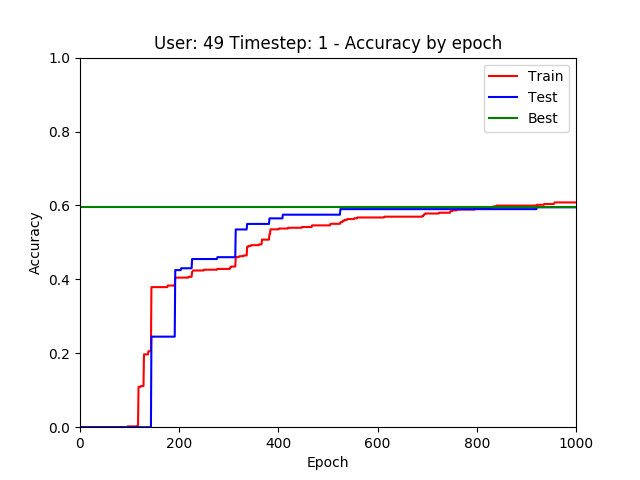 User: 49 Timestep: 1 - Accuracy by epoch
Train
Test
Best
Accuracy
1.0
0.8
0.6
0.4
0.2
0.0
0 200 400 600 800 1000
Epoch